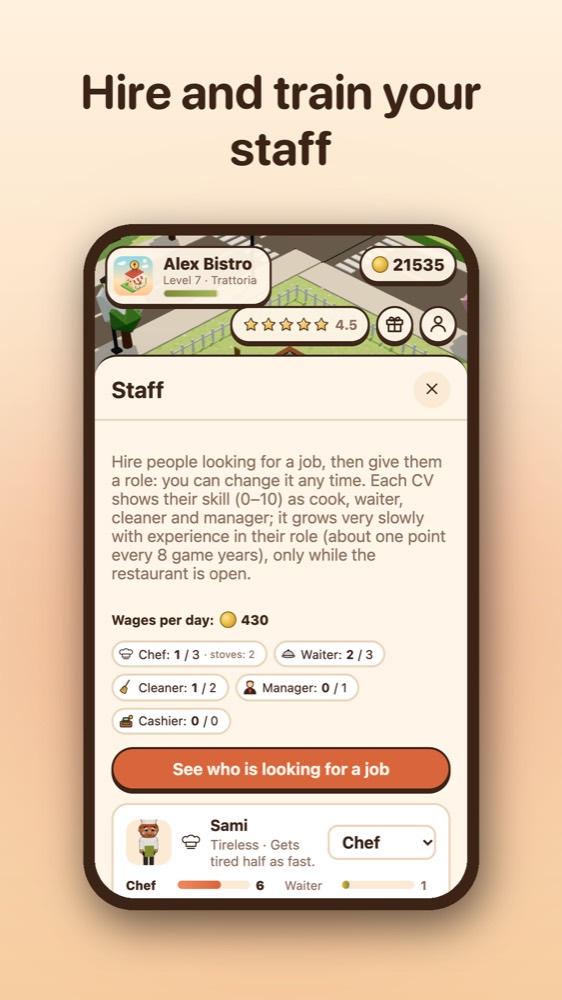 Hire and train your
staff
Alex Bistro
Level 7 · Trattoria
21535
4.5
Staff
Hire people looking for a job, then give them
a role: you can change it any time. Each CV
shows their skill (0–10) as cook, waiter,
cleaner and manager; it grows very slowly
with experience in their role (about one point
every 8 game years), only while the
restaurant is open.
Wages per day: 430
Chef: 1 / 3 · stoves: 2
Waiter: 2 / 3
Cleaner: 1 / 2
Manager: 0 / 1
Cashier: 0 / 0
See who is looking for a job
Sami
Tireless · Gets
tired half as fast.
Chef
Chef 6 Waiter 1